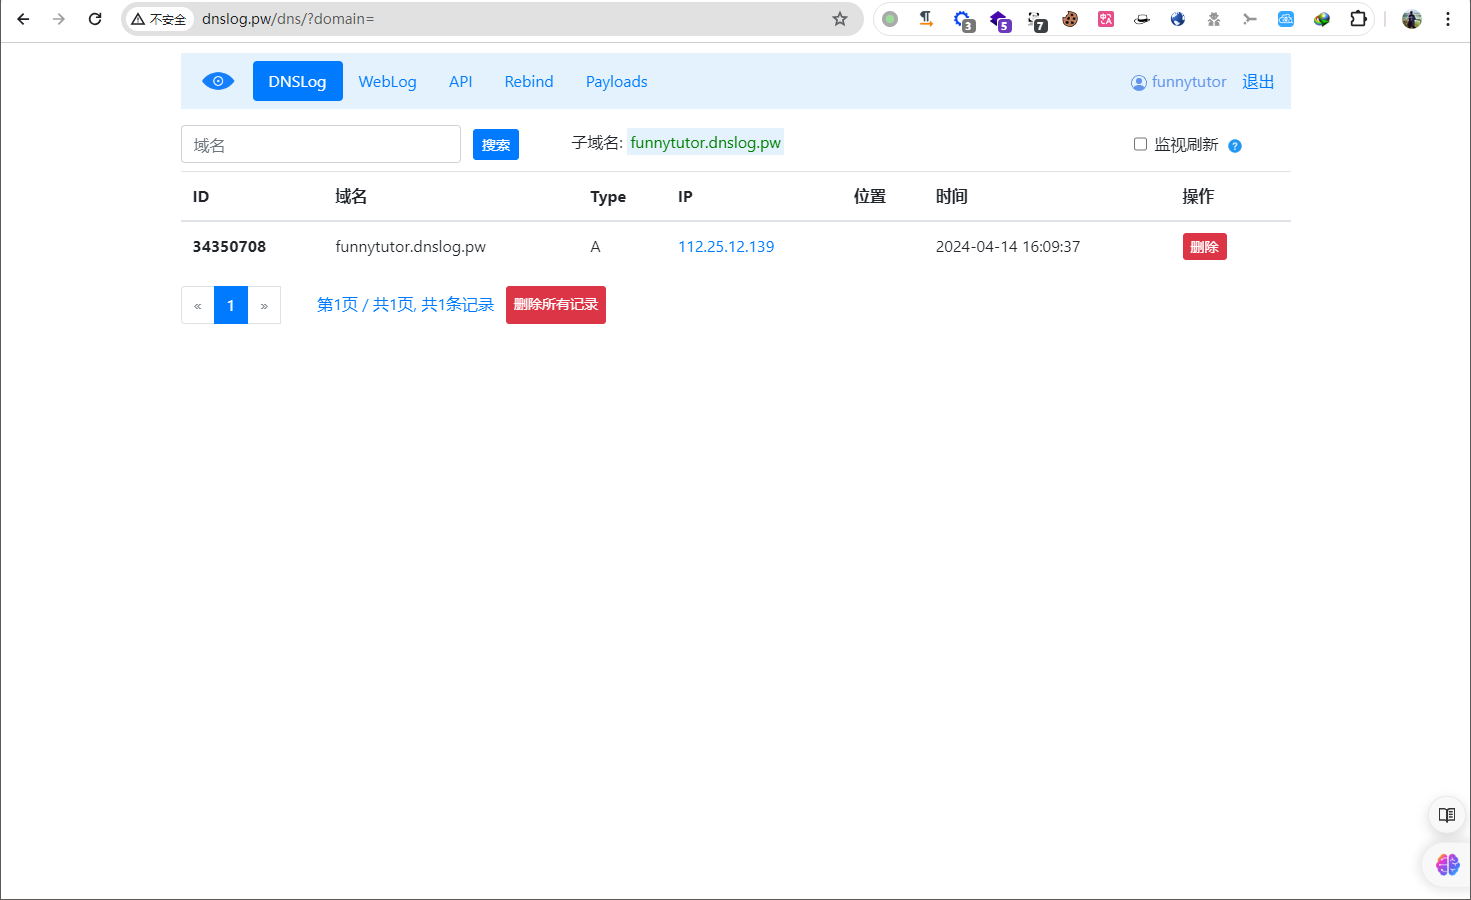 不安全 dnslog.pw/dns/?domain= 3 5 7 中A
DNSLog WebLog API Rebind Payloads funnytutor 退出
域名 搜索 子域名: funnytutor.dnslog.pw 监视刷新 ?
ID 域名 Type IP 位置 时间 操作
34350708 funnytutor.dnslog.pw A 112.25.12.139 2024-04-14 16:09:37 删除
« 1 » 第1页 / 共1页, 共1条记录 删除所有记录